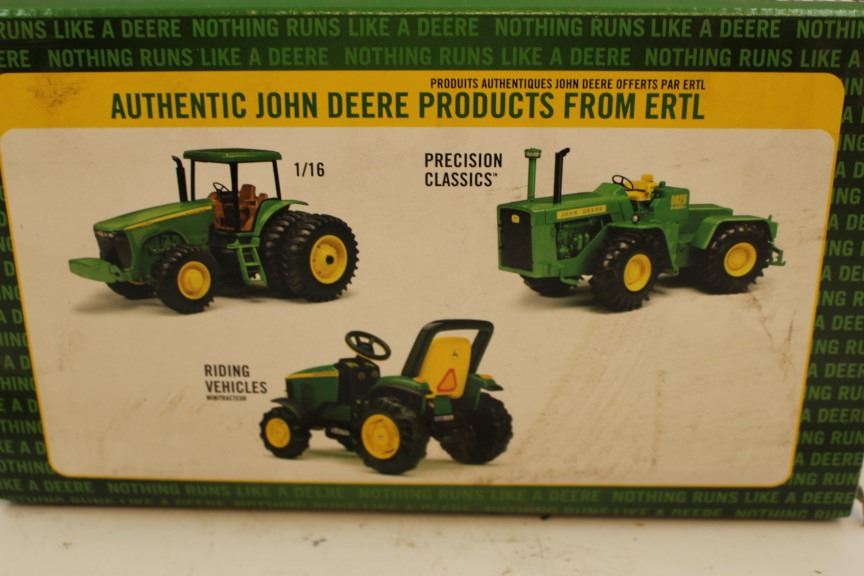 RUNS LIKE A DEERE NOTHING RUNS LIKE A DEERE NOTHING RUNS LIKE A DEERE NOTHING
ERE NOTHING RUNS LIKE A DEERE NOTHING RUNS LIKE A DEERE NOTHING RUNS LIKE A
PRODUITS AUTHENTIQUES JOHN DEERE OFFERTS PAR ERTL
AUTHENTIC JOHN DEERE PRODUCTS FROM ERTL
1/16
PRECISION
CLASSICS™
JOHN DEERE
RIDING
VEHICLES
MINITRACTEUR
LIKE A DEERE NOTHING RUNS LIKE A DEERE NOTHING RUNS LIKE A DEERE NOTHING RUNS LIKE A DEERE